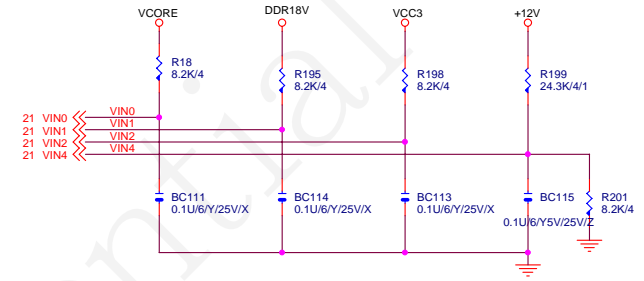 VCORE
DDR18V
VCC3
+12V
R18
8.2K/4
R195
8.2K/4
R198
8.2K/4
R199
24.3K/4/1
21 VIN0 VIN0
21 VIN1 VIN1
21 VIN2 VIN2
21 VIN4 VIN4
BC111
0.1U/6/Y/25V/X
BC114
0.1U/6/Y/25V/X
BC113
0.1U/6/Y/25V/X
BC115
0.1U/6/Y5V/25V/Z
R201
8.2K/4
ential